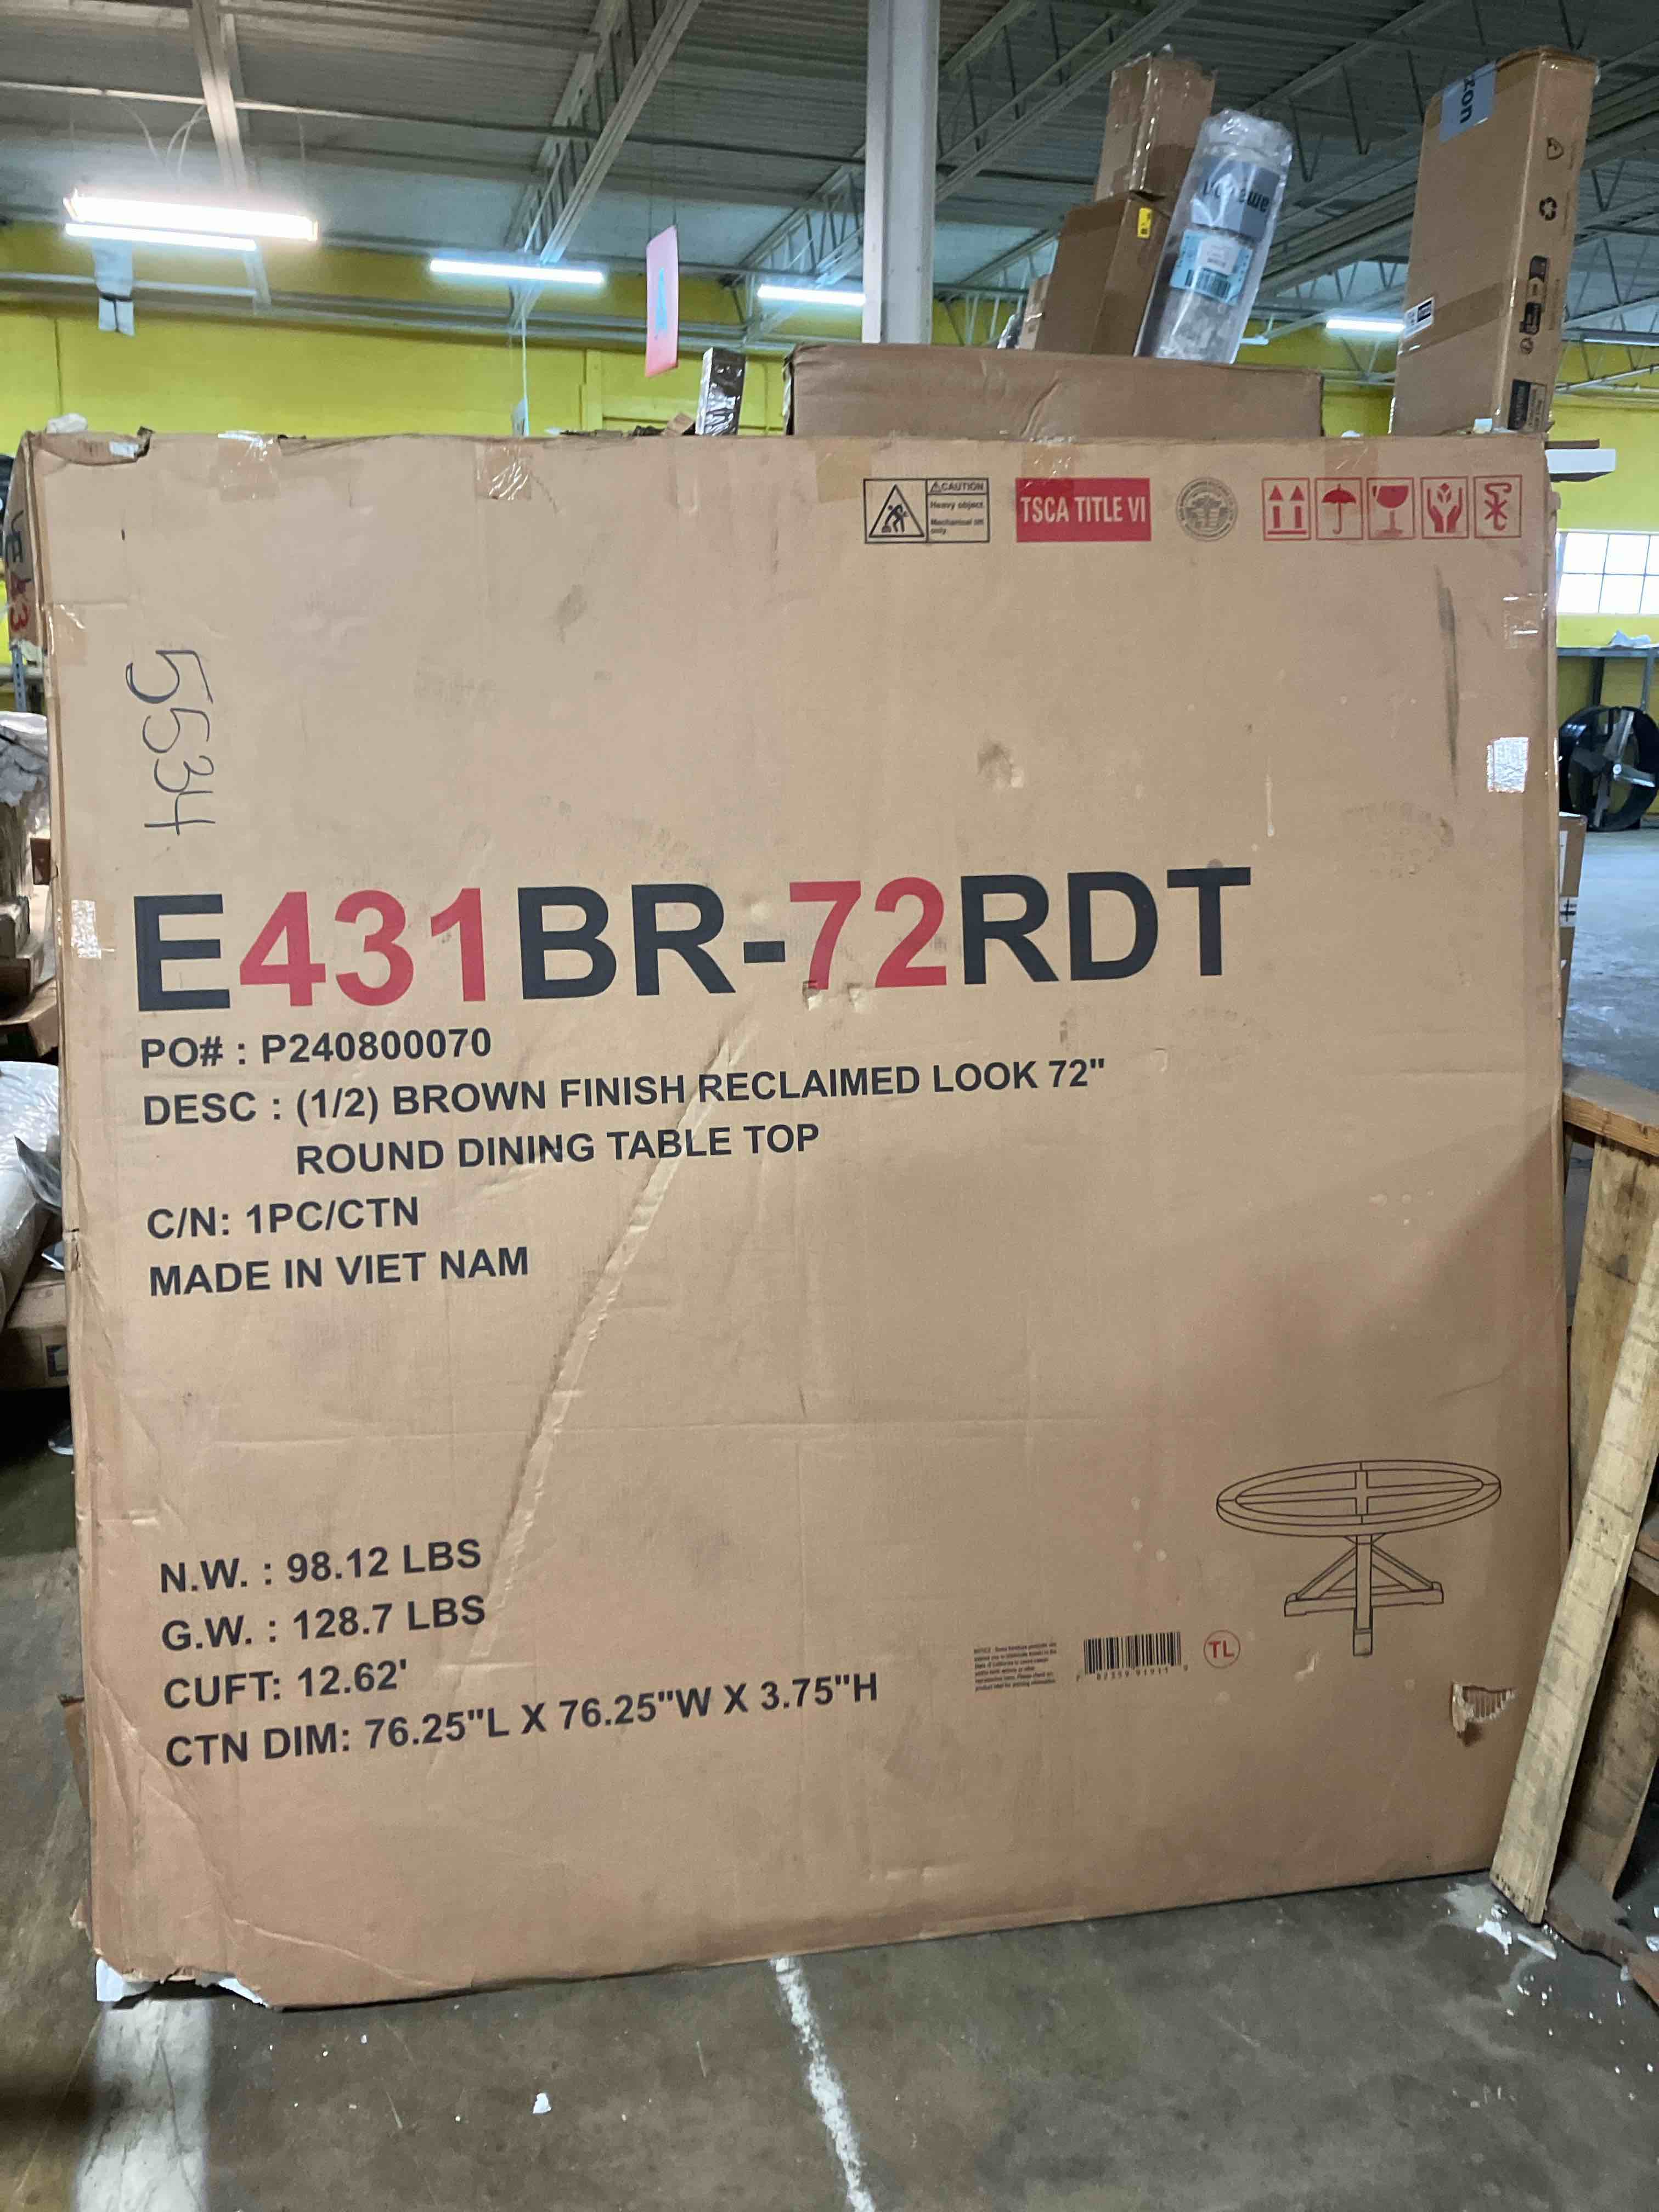 zon
amazon
CAUTION
Heavy object.
Mechanical lift
only.
TSCA TITLE VI
5534
E431BR-72RDT
PO# : P240800070
DESC : (1/2) BROWN FINISH RECLAIMED LOOK 72"
ROUND DINING TABLE TOP
C/N: 1PC/CTN
MADE IN VIET NAM
N.W. : 98.12 LBS
G.W. : 128.7 LBS
CUFT: 12.62'
CTN DIM: 76.25"L X 76.25"W X 3.75"H
TL